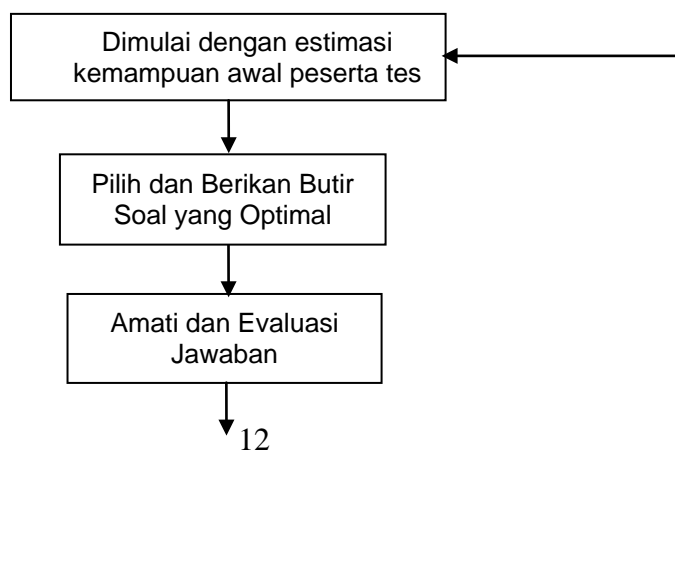 Dimulai dengan estimasi
kemampuan awal peserta tes
Pilih dan Berikan Butir
Soal yang Optimal
Amati dan Evaluasi
Jawaban
12